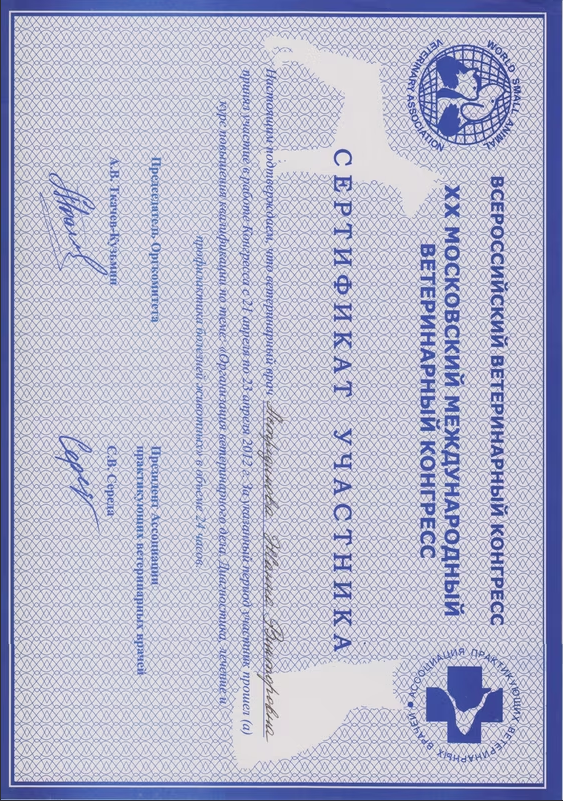 WORLD SMALL ANIMAL
VETERINARY ASSOCIATION
ВСЕРОССИЙСКИЙ ВЕТЕРИНАРНЫЙ КОНГРЕСС
XX МОСКОВСКИЙ МЕЖДУНАРОДНЫЙ
ВЕТЕРИНАРНЫЙ КОНГРЕСС
АССОЦИАЦИЯ ПРАКТИКУЮЩИХ ВЕТЕРИНАРНЫХ ВРАЧЕЙ
СЕРТИФИКАТ УЧАСТНИКА
Настоящим подтверждаем, что ветеринарный врач Жанна Викторовна
принял участие в работе Конгресса с 21 апреля по 23 апреля 2012 г. За указанный период участник прошел (а)
курс повышения квалификации по теме: «Организация ветеринарного дела. Диагностика, лечение и
профилактика болезней животных» в объеме 24 часов.
Председатель Оргкомитета
А.В. Ткачев-Кузьмин
Президент Ассоциации
практикующих ветеринарных врачей
С.В. Середа